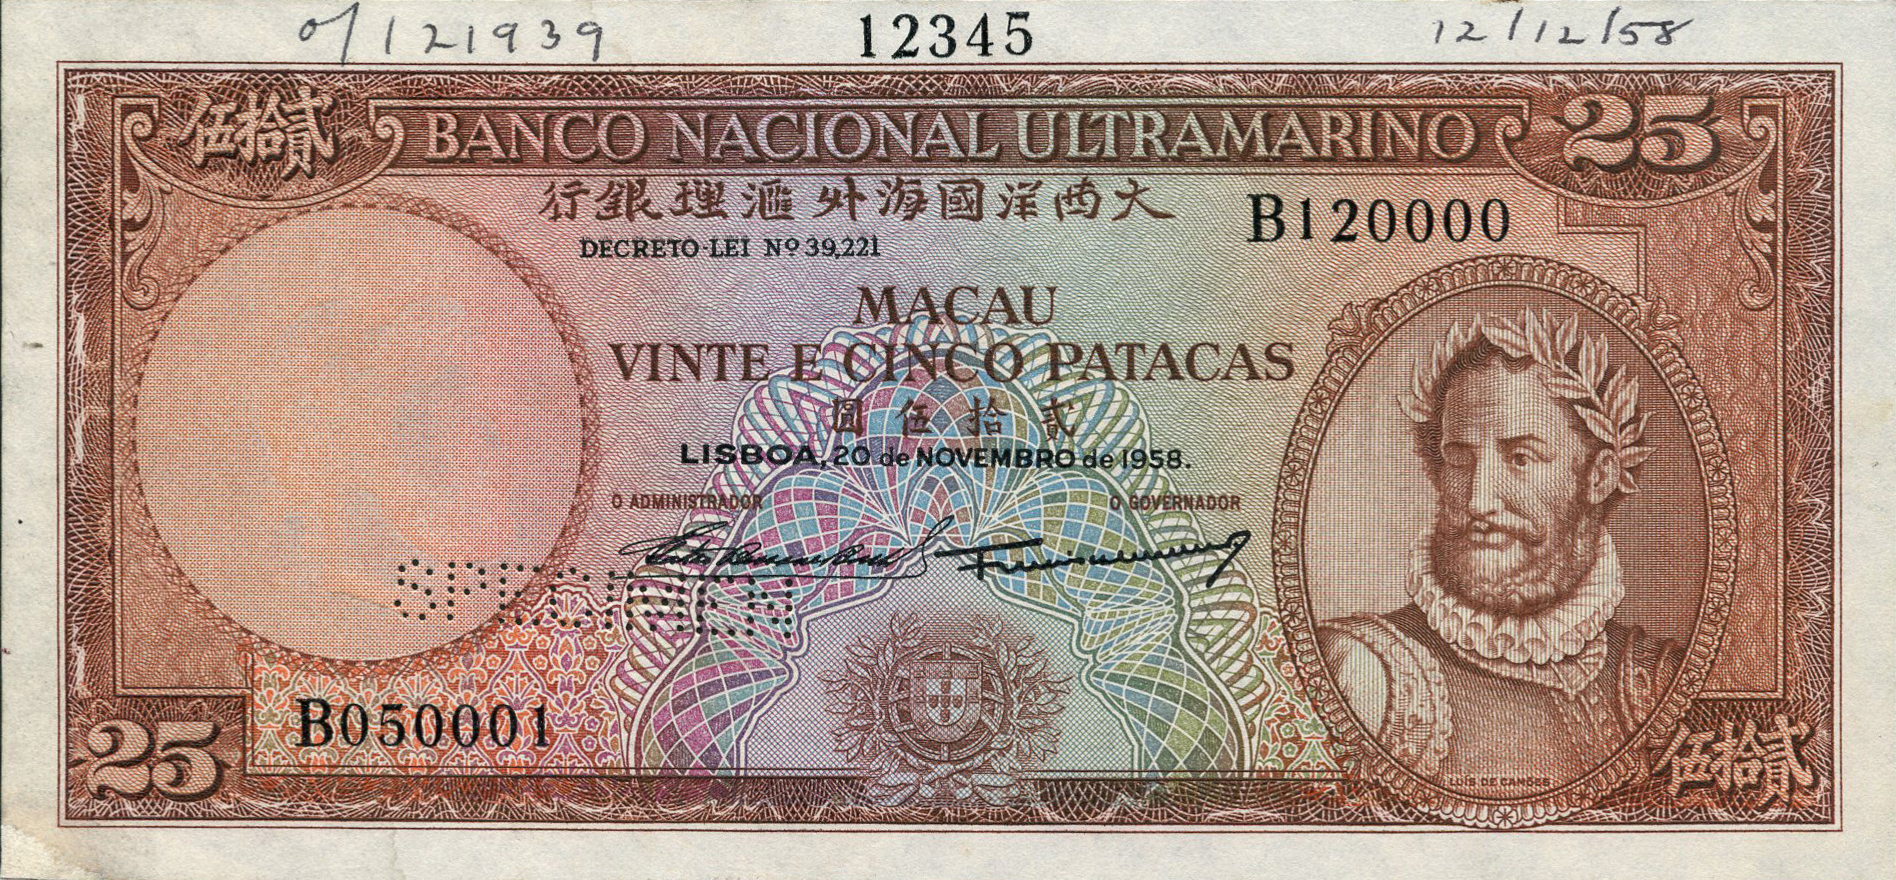 o/121939 12345 12/12/58
貳拾伍 BANCO NACIONAL ULTRAMARINO 25
大西洋國海外滙理銀行
B120000
DECRETO-LEI Nº 39,221
MACAU
VINTE E CINCO PATACAS
貳拾伍圓
LISBOA, 20 de NOVEMBRO de 1958.
O ADMINISTRADOR O GOVERNADOR
SPECIMEN
B050001
25 貳拾伍
LUIS DE CAMÕES